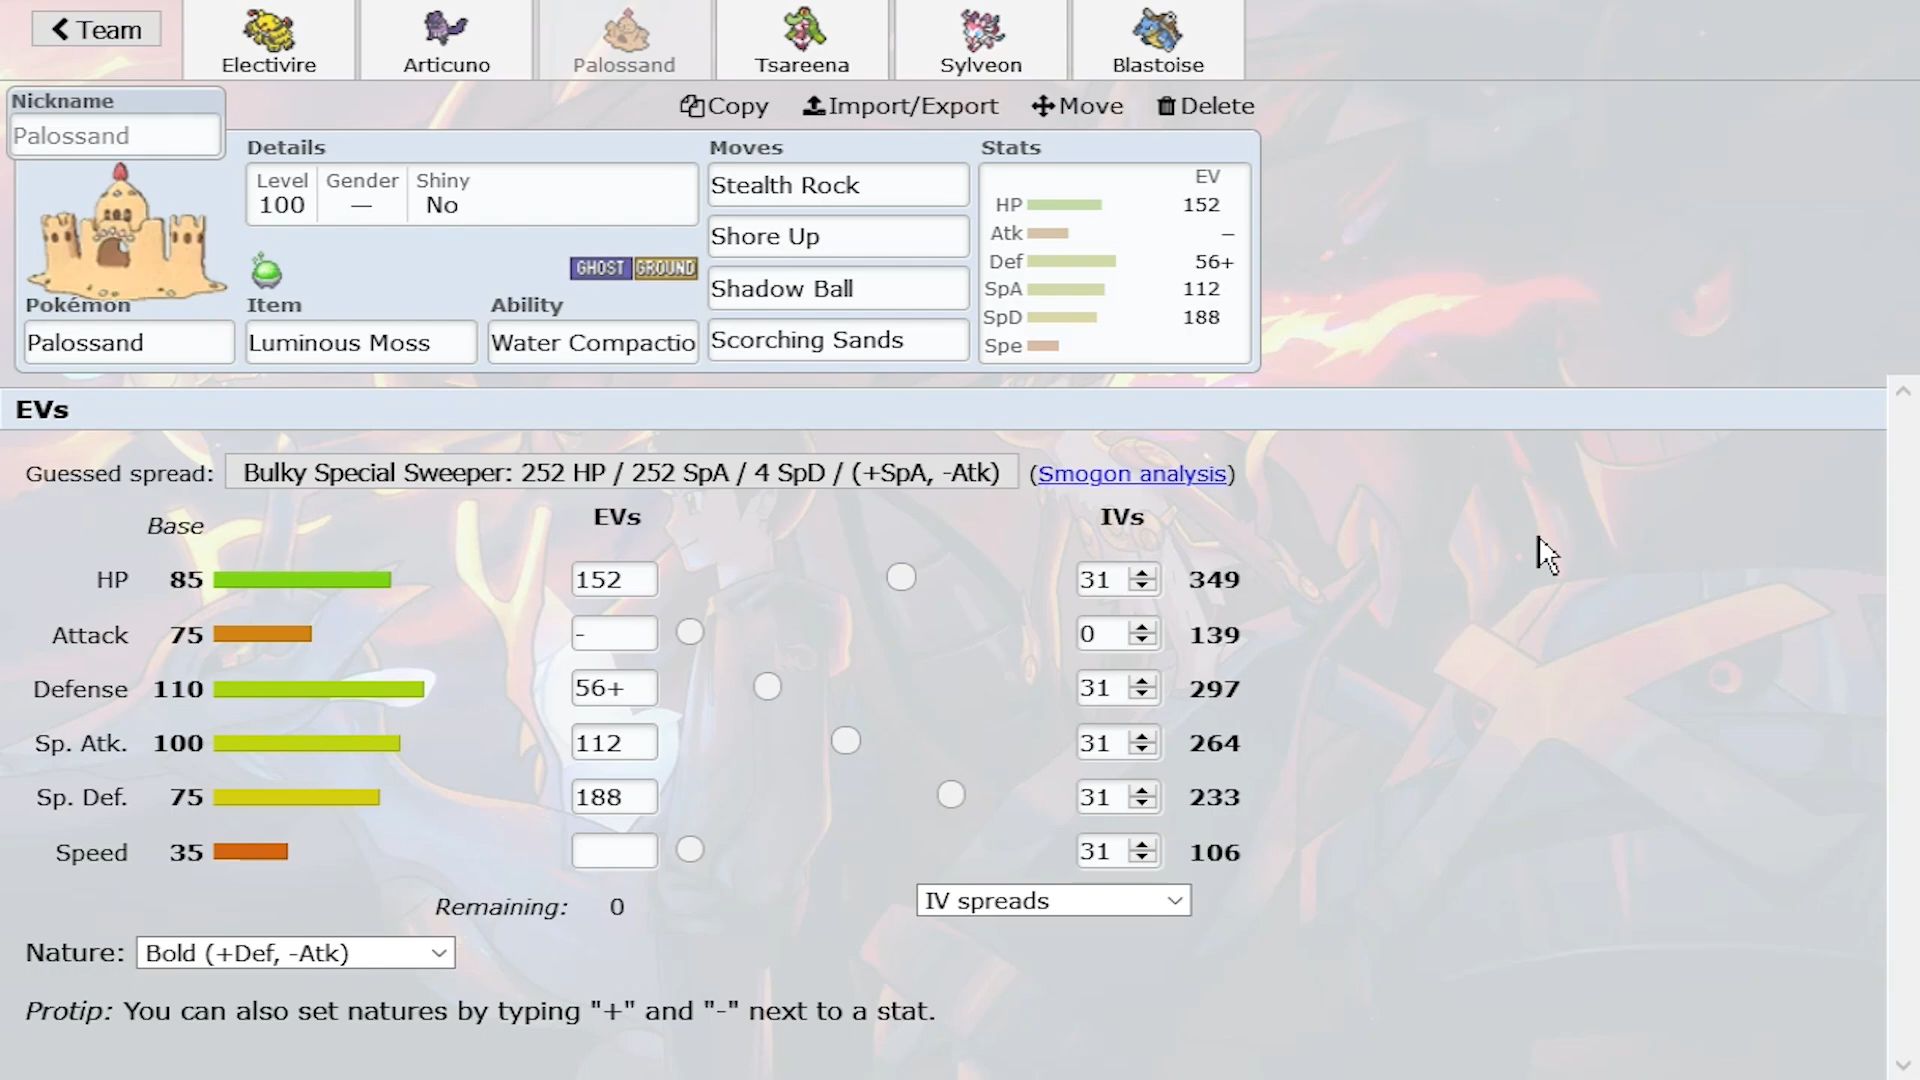 Team
Electivire
Articuno
Palossand
Tsareena
Sylveon
Blastoise
Copy
Import/Export
Move
Delete
Nickname
Palossand
Details
Level
100
Gender
—
Shiny
No
GHOST GROUND
Pokémon
Palossand
Item
Luminous Moss
Ability
Water Compactio
Moves
Stealth Rock
Shore Up
Shadow Ball
Scorching Sands
Stats
EV
HP 152
Atk –
Def 56+
SpA 112
SpD 188
Spe
EVs
Guessed spread: Bulky Special Sweeper: 252 HP / 252 SpA / 4 SpD / (+SpA, -Atk) (Smogon analysis)
Base EVs IVs
HP 85 152 31 349
Attack 75 - 0 139
Defense 110 56+ 31 297
Sp. Atk. 100 112 31 264
Sp. Def. 75 188 31 233
Speed 35 31 106
Remaining: 0 IV spreads
Nature: Bold (+Def, -Atk)
Protip: You can also set natures by typing "+" and "-" next to a stat.